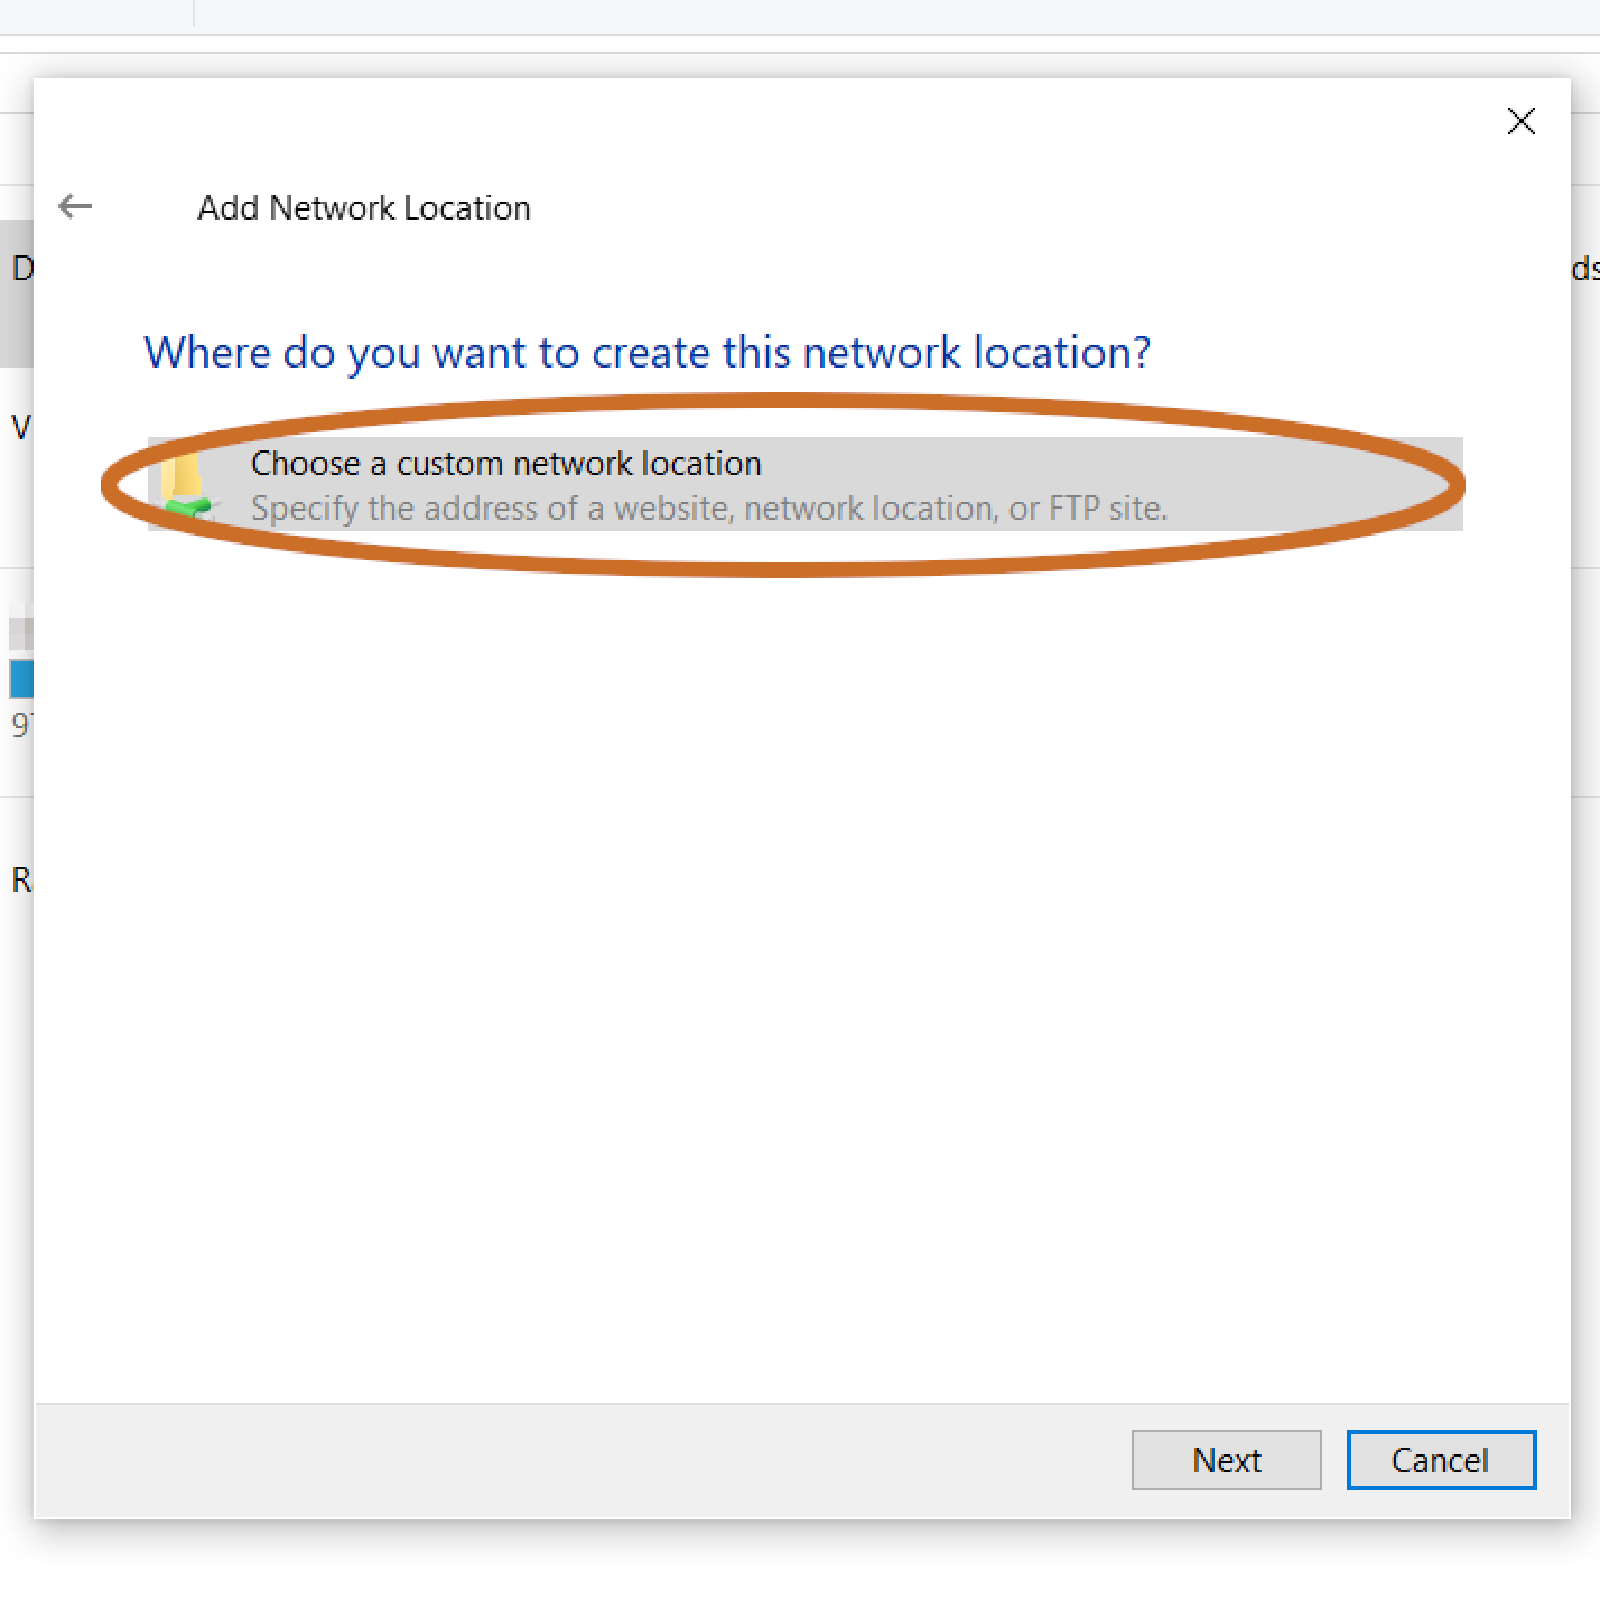 Add Network Location
D
ds
Where do you want to create this network location?
V
Choose a custom network location
Specify the address of a website, network location, or FTP site.
R
Next
Cancel